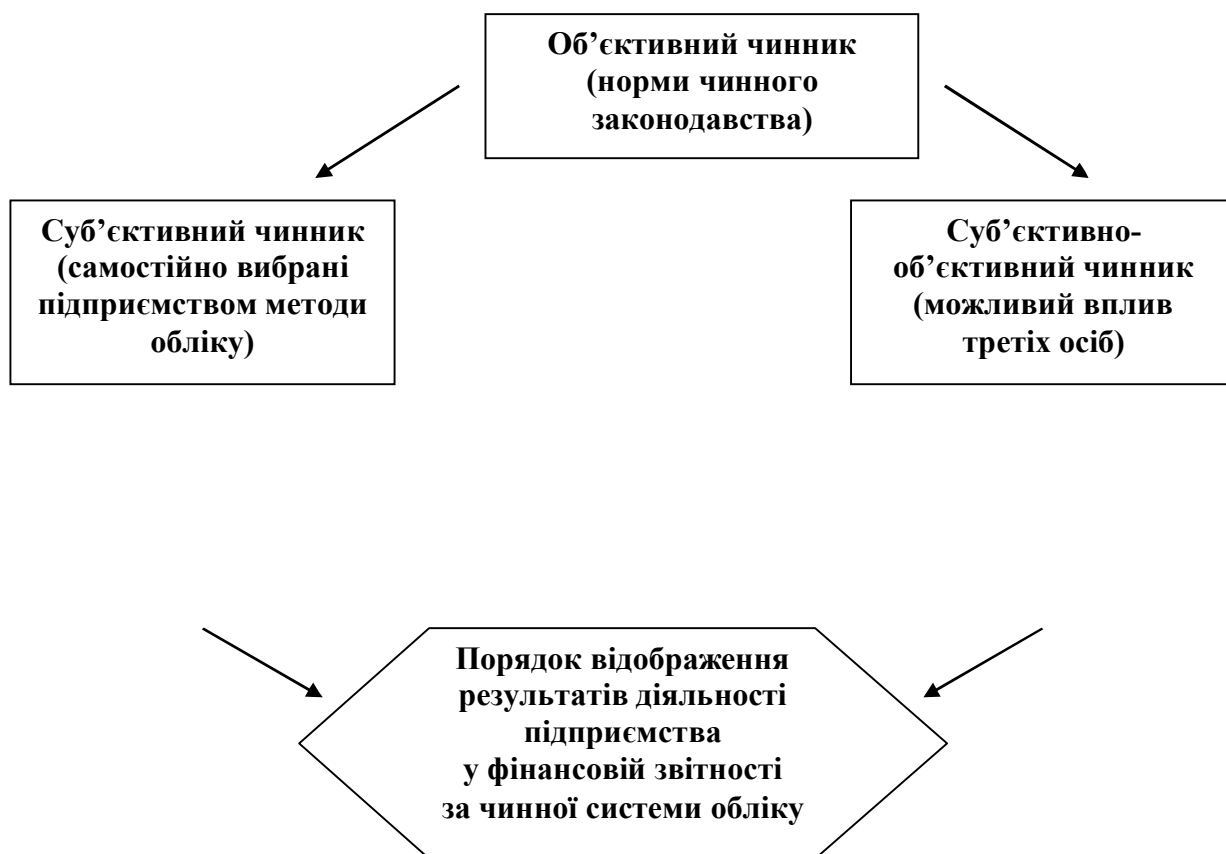 Об’єктивний чинник
(норми чинного
законодавства)
Суб’єктивний чинник
(самостійно вибрані
підприємством методи
обліку)
Суб’єктивно-
об’єктивний чинник
(можливий вплив
третіх осіб)
Порядок відображення
результатів діяльності
підприємства
у фінансовій звітності
за чинної системи обліку